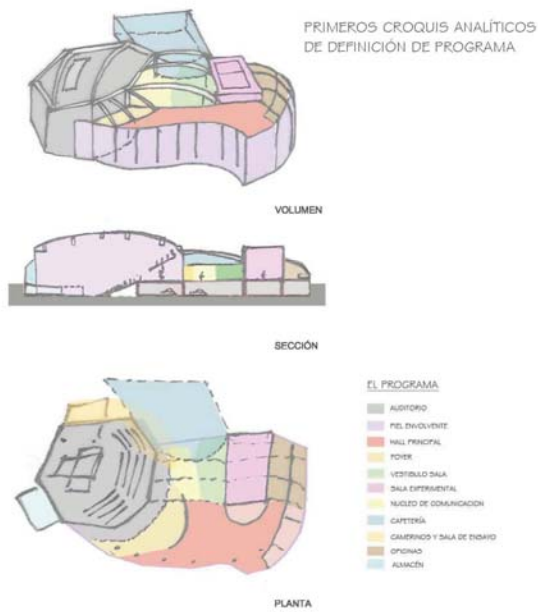 PRIMEROS CROQUIS ANALÍTICOS
DE DEFINICIÓN DE PROGRAMA
VOLUMEN
SECCIÓN
EL PROGRAMA
AUDITORIO
PIEL ENVOLVENTE
HALL PRINCIPAL
FOYER
VESTIBULO SALA
SALA EXPERIMENTAL
NUCLEO DE COMUNICACION
CAFETERÍA
CAMERINOS Y SALA DE ENSAYO
OFICINAS
ALMACÉN
PLANTA